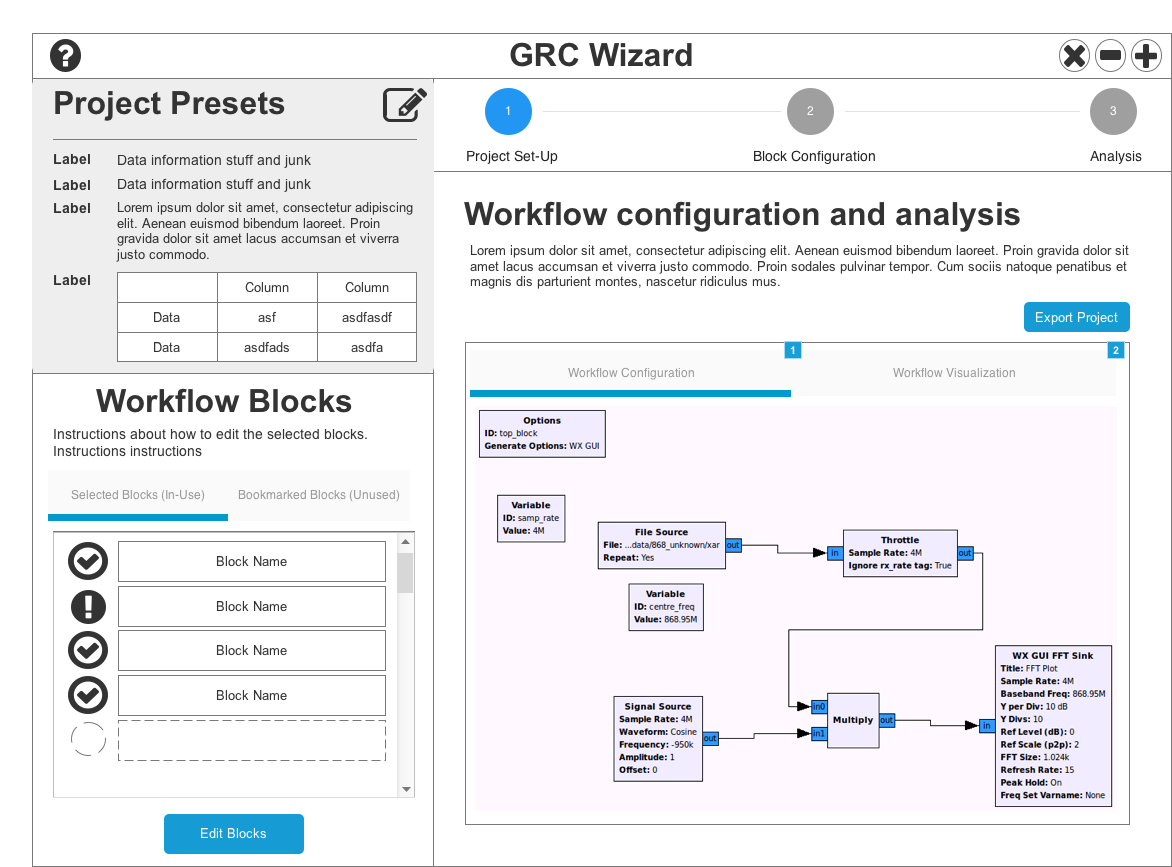 GRC Wizard
Project Presets
Label Data information stuff and junk
Label Data information stuff and junk
Label Lorem ipsum dolor sit amet, consectetur adipiscing
elit. Aenean euismod bibendum laoreet. Proin
gravida dolor sit amet lacus accumsan et viverra
justo commodo.
Label
Column Column
Data asf asdfasdf
Data asdfads asdfa
Workflow Blocks
Instructions about how to edit the selected blocks.
Instructions instructions
Selected Blocks (In-Use) Bookmarked Blocks (Unused)
Block Name
Block Name
Block Name
Block Name
Edit Blocks
1 2 3
Project Set-Up Block Configuration Analysis
Workflow configuration and analysis
Lorem ipsum dolor sit amet, consectetur adipiscing elit. Aenean euismod bibendum laoreet. Proin gravida dolor sit
amet lacus accumsan et viverra justo commodo. Proin sodales pulvinar tempor. Cum sociis natoque penatibus et
magnis dis parturient montes, nascetur ridiculus mus.
Export Project
1 2
Workflow Configuration Workflow Visualization
Options
ID: top_block
Generate Options: WX GUI
Variable
ID: samp_rate
Value: 4M
File Source
File: ...data/868_unknown/xar
Repeat: Yes
out
in
Throttle
Sample Rate: 4M
Ignore rx_rate tag: True
out
Variable
ID: centre_freq
Value: 868.95M
Signal Source
Sample Rate: 4M
Waveform: Cosine
Frequency: -950k
Amplitude: 1
Offset: 0
out
in0
in1
Multiply
out
in
WX GUI FFT Sink
Title: FFT Plot
Sample Rate: 4M
Baseband Freq: 868.95M
Y per Div: 10 dB
Y Divs: 10
Ref Level (dB): 0
Ref Scale (p2p): 2
FFT Size: 1.024k
Refresh Rate: 15
Peak Hold: On
Freq Set Varname: None